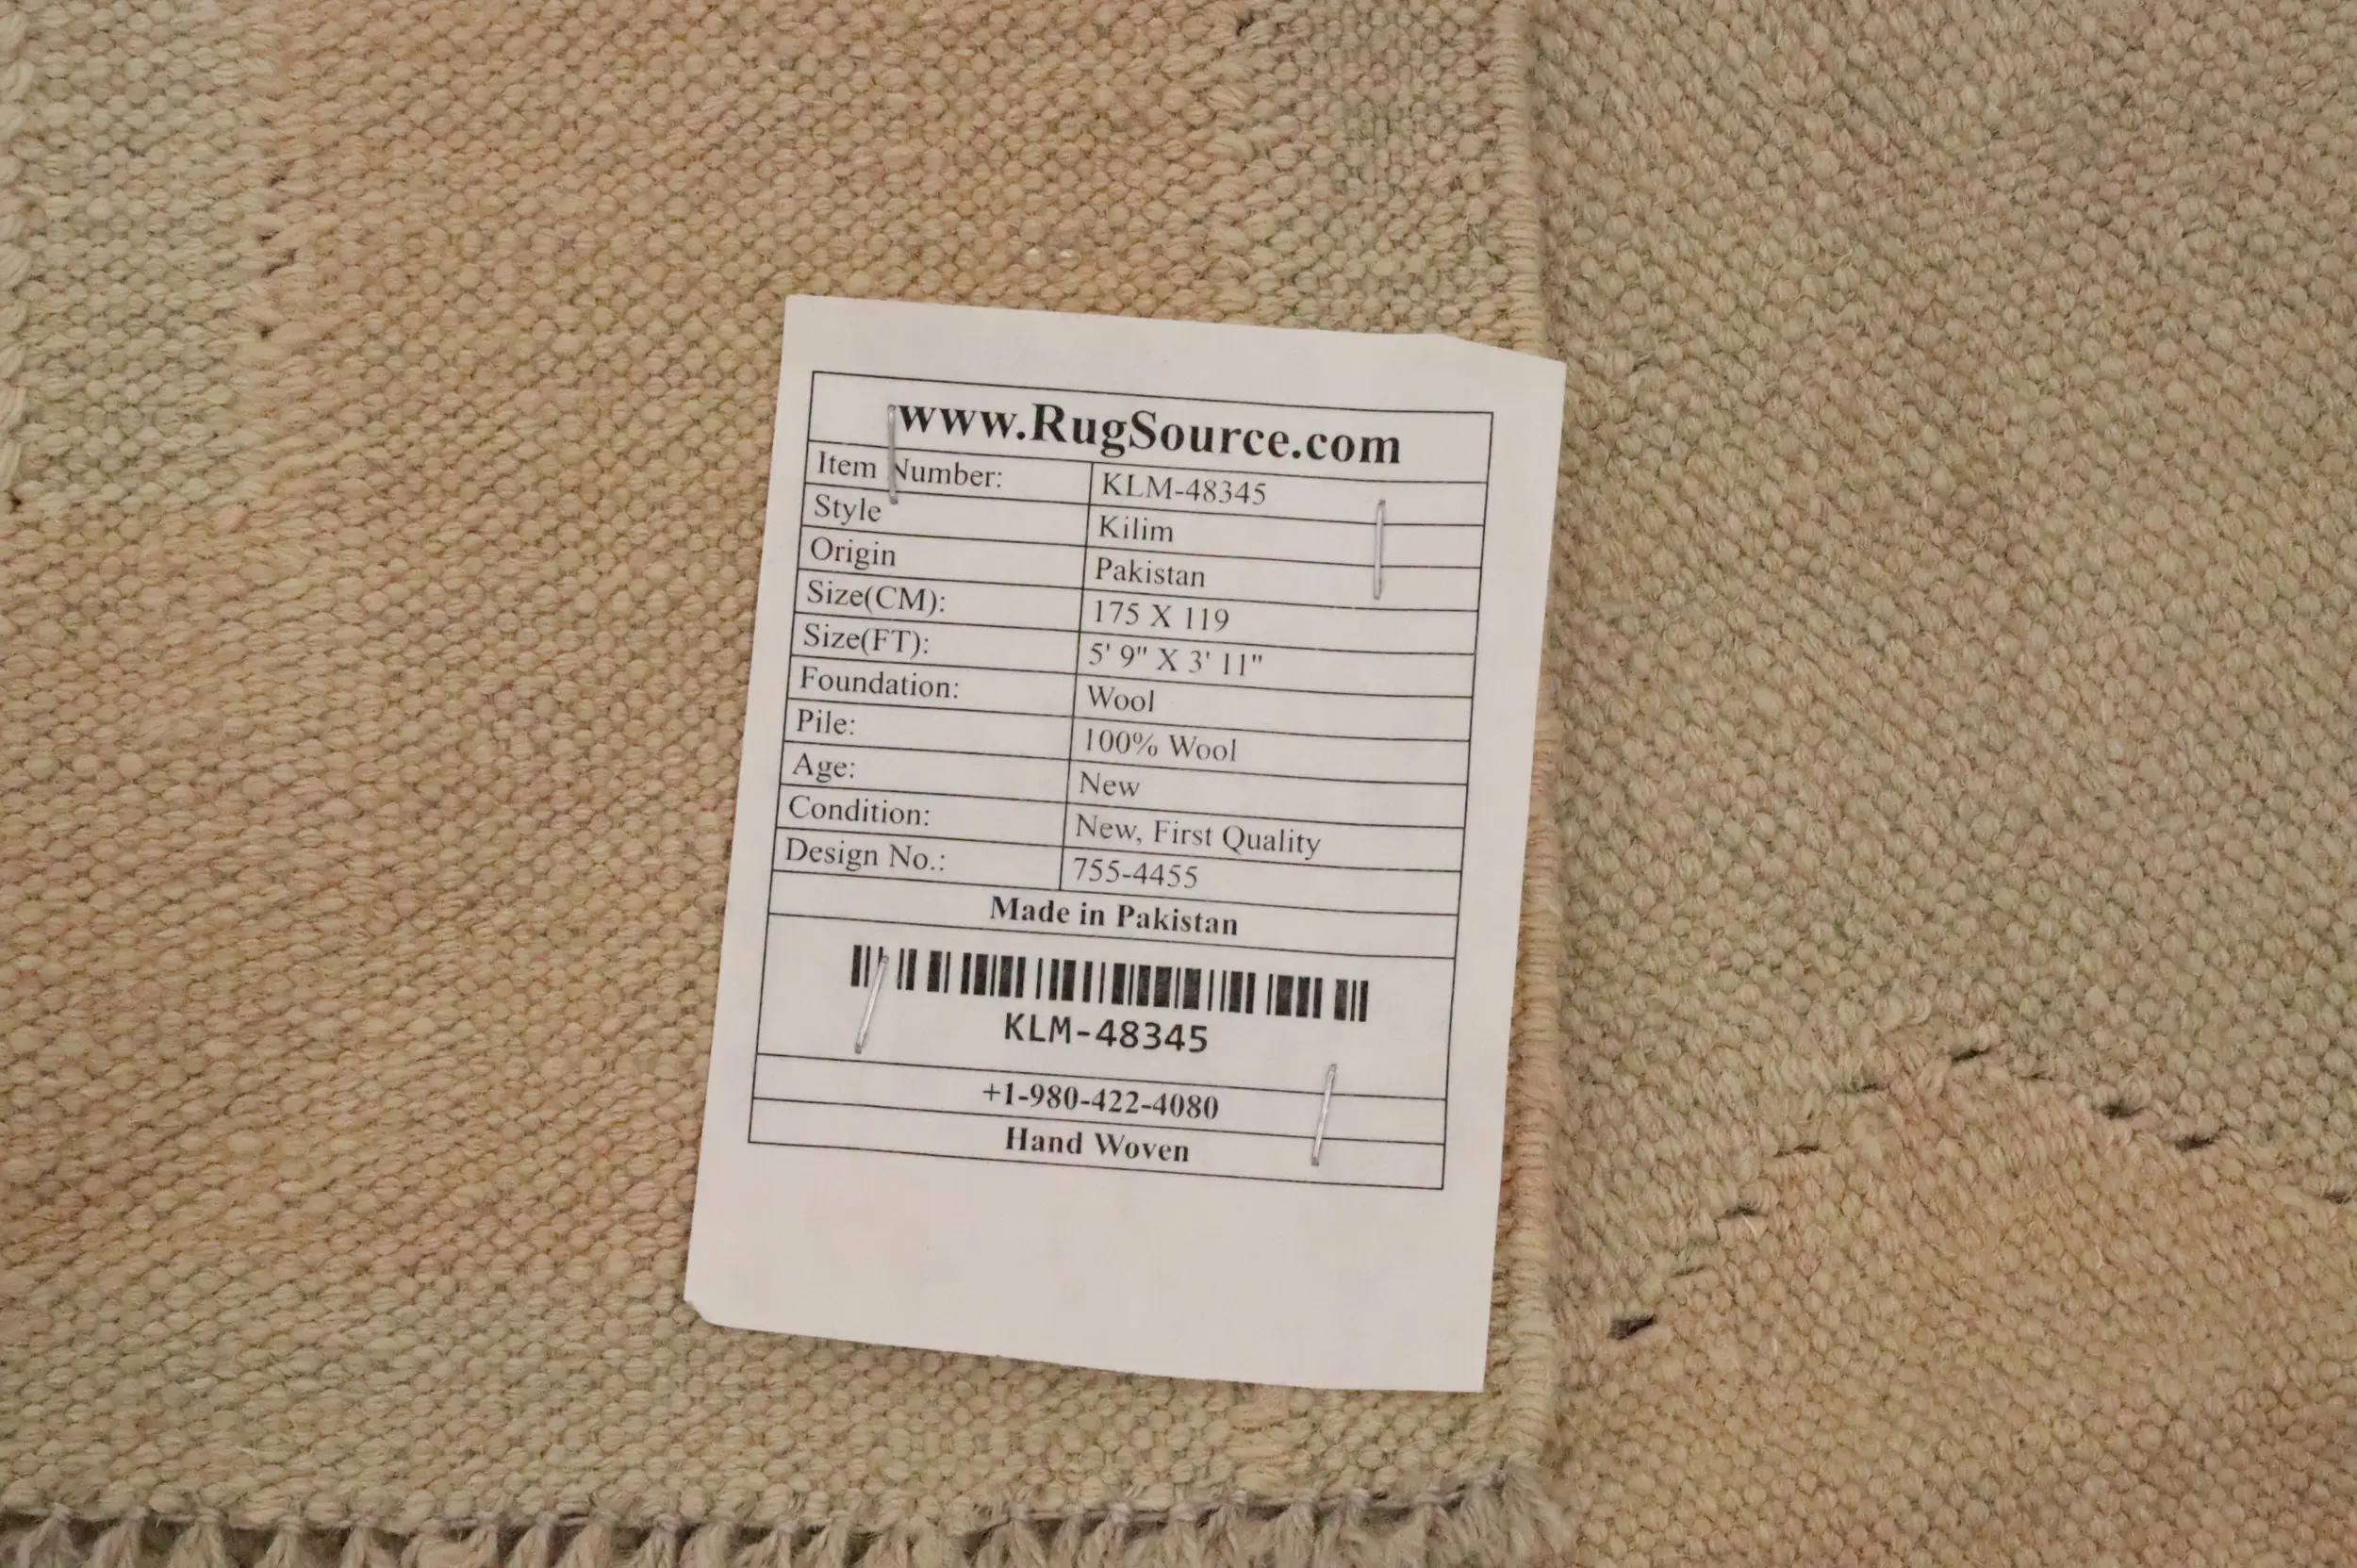 www.RugSource.com
Item Number: KLM-48345
Style Kilim
Origin Pakistan
Size(CM): 175 X 119
Size(FT): 5' 9" X 3' 11"
Foundation: Wool
Pile: 100% Wool
Age: New
Condition: New, First Quality
Design No.: 755-4455
Made in Pakistan
KLM-48345
+1-980-422-4080
Hand Woven